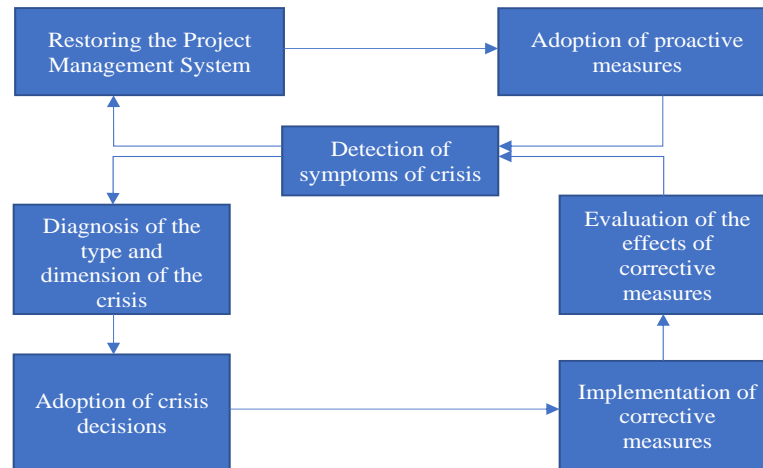 Restoring the Project
Management System
Adoption of proactive
measures
Detection of
symptoms of crisis
Diagnosis of the
type and
dimension of the
crisis
Evaluation of the
effects of
corrective
measures
Adoption of crisis
decisions
Implementation of
corrective
measures